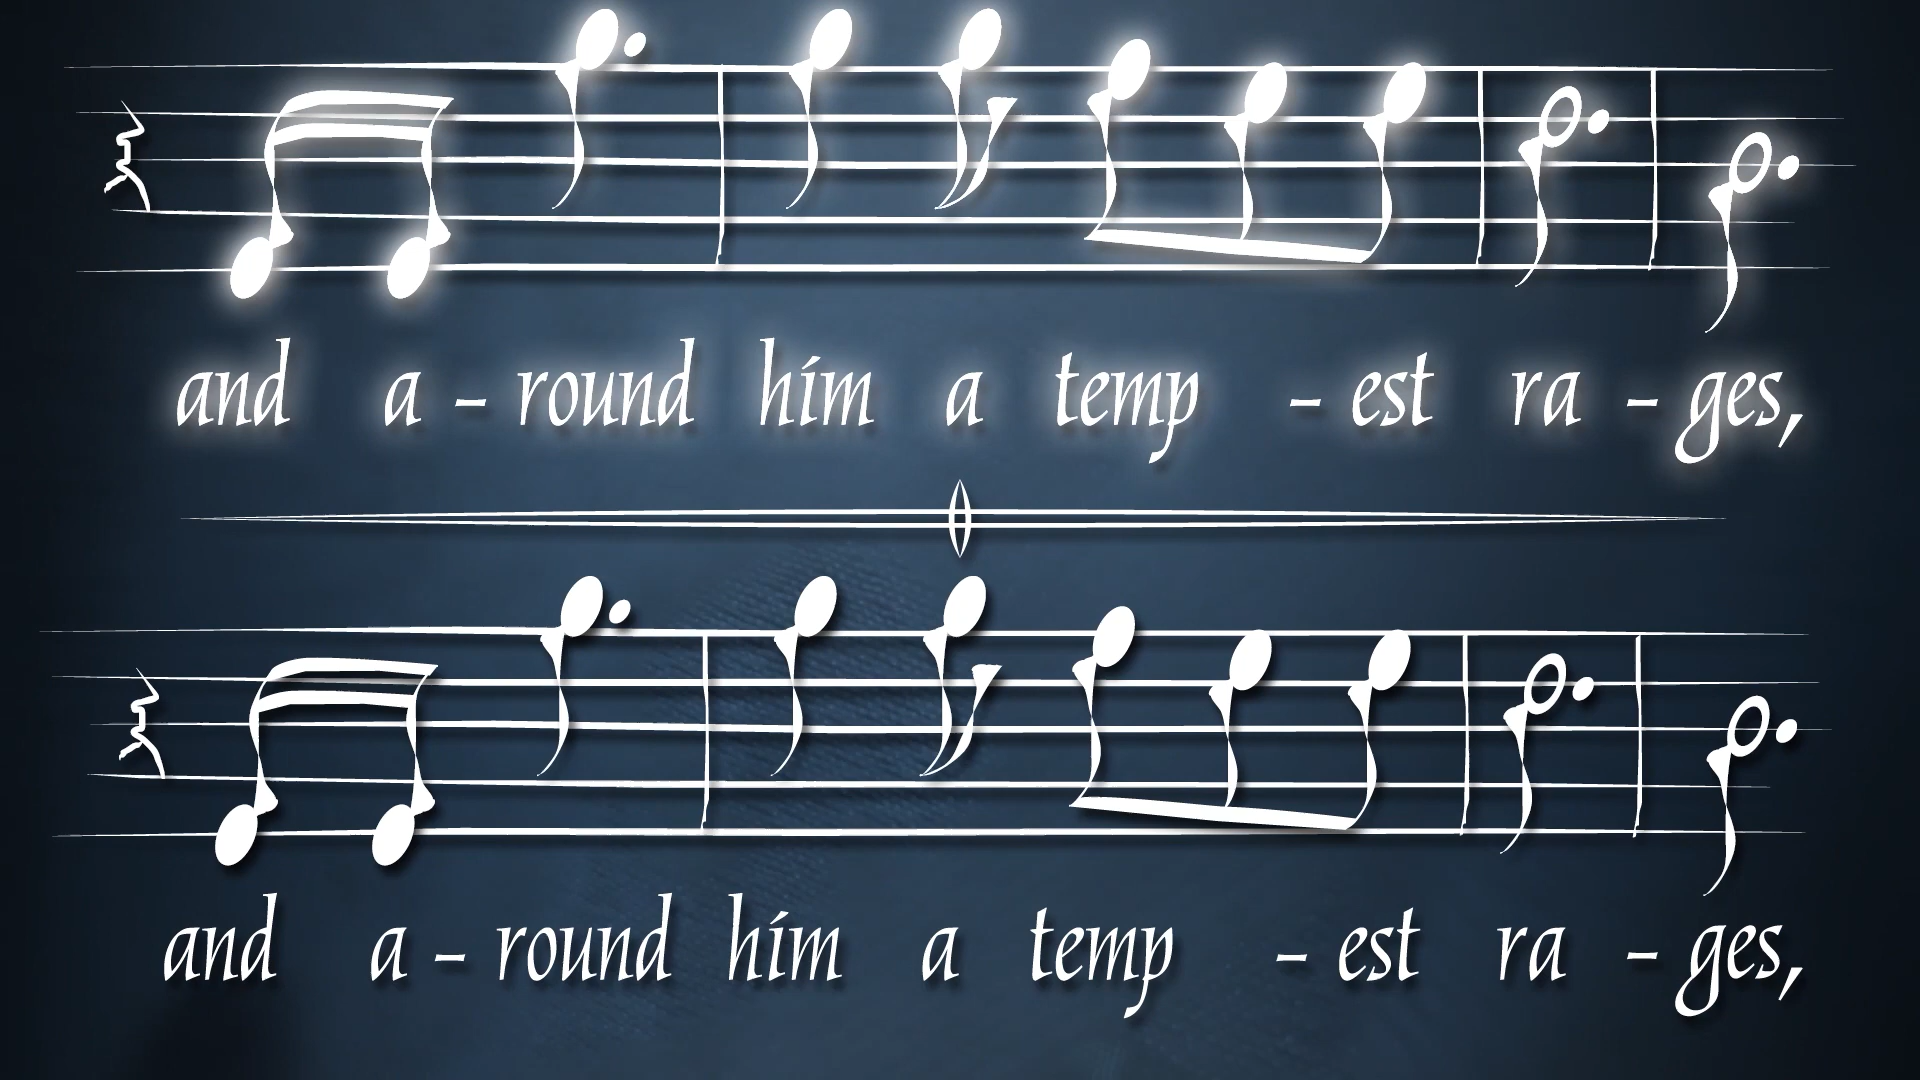 and a – round him a temp – est ra – ges,
and a – round him a temp – est ra – ges,